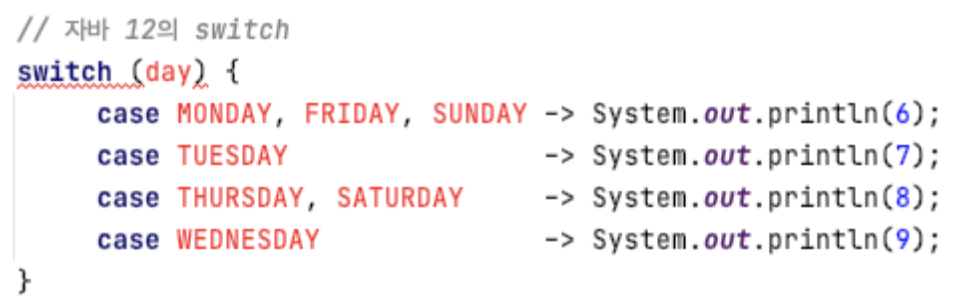 // 자바 12의 switch
switch (day) {
case MONDAY, FRIDAY, SUNDAY -> System.out.println(6);
case TUESDAY -> System.out.println(7);
case THURSDAY, SATURDAY -> System.out.println(8);
case WEDNESDAY -> System.out.println(9);
}